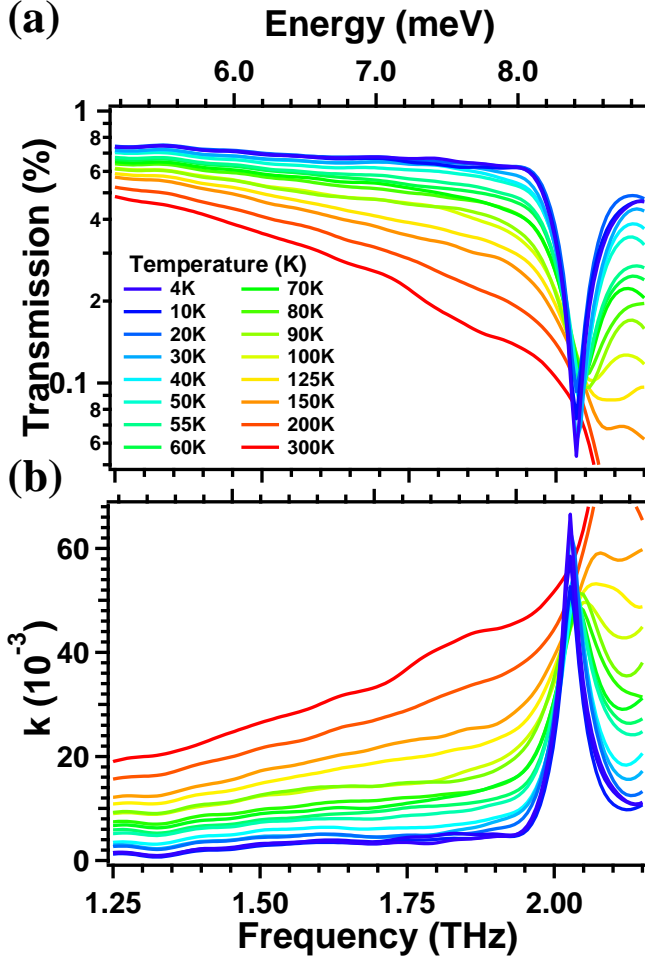 (a)
Energy (meV)
6.0 7.0 8.0
Transmission (%)
1
8
6
4
2
0.1
8
6
Temperature (K)
4K 70K
10K 80K
20K 90K
30K 100K
40K 125K
50K 150K
55K 200K
60K 300K
(b)
k (10⁻³)
60
40
20
0
1.25 1.50 1.75 2.00
Frequency (THz)